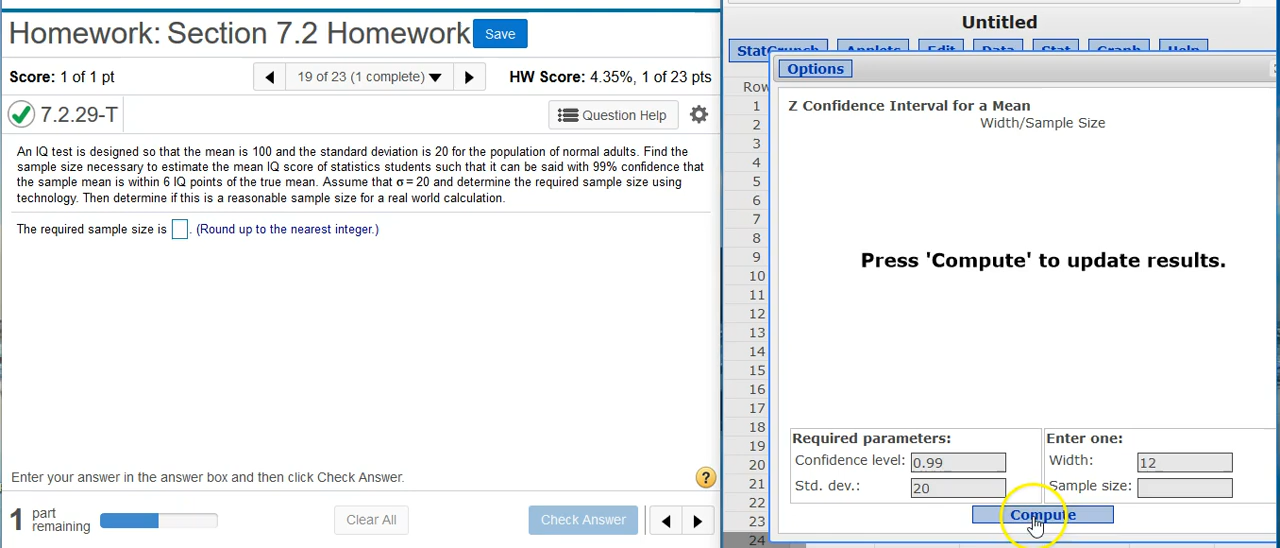 Homework: Section 7.2 Homework
Save
Score: 1 of 1 pt
19 of 23 (1 complete)
HW Score: 4.35%, 1 of 23 pts
7.2.29-T
Question Help
An IQ test is designed so that the mean is 100 and the standard deviation is 20 for the population of normal adults. Find the
sample size necessary to estimate the mean IQ score of statistics students such that it can be said with 99% confidence that
the sample mean is within 6 IQ points of the true mean. Assume that σ = 20 and determine the required sample size using
technology. Then determine if this is a reasonable sample size for a real world calculation.
The required sample size is . (Round up to the nearest integer.)
Enter your answer in the answer box and then click Check Answer.
?
1 part
remaining
Clear All
Check Answer
Untitled
StatCrunch Applets Edit Data Stat Graph Help
Row
1
2
3
4
5
6
7
8
9
10
11
12
13
14
15
16
17
18
19
20
21
22
23
24
Options
Z Confidence Interval for a Mean
Width/Sample Size
Press 'Compute' to update results.
Required parameters:
Confidence level: 0.99
Std. dev.: 20
Enter one:
Width: 12
Sample size:
Compute